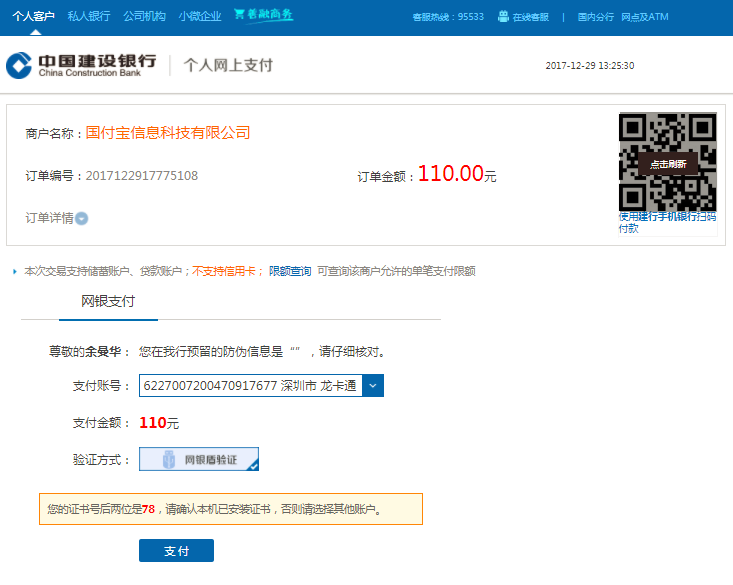 个人客户 私人银行 公司机构 小微企业 善融商务 客服热线：95533 在线客服 | 国内分行 网点及ATM
中国建设银行
China Construction Bank
个人网上支付
2017-12-29 13:25:30
商户名称：国付宝信息科技有限公司
订单编号：2017122917775108
订单金额：110.00元
订单详情
点击刷新
使用建行手机银行扫码
付款
本次交易支持储蓄账户、贷款账户；不支持信用卡； 限额查询 可查询该商户允许的单笔支付限额
网银支付
尊敬的余曼华： 您在我行预留的防伪信息是“”，请仔细核对。
支付账号： 6227007200470917677 深圳市 龙卡通
支付金额： 110元
验证方式： 网银盾验证
您的证书号后两位是78，请确认本机已安装证书，否则请选择其他账户。
支付